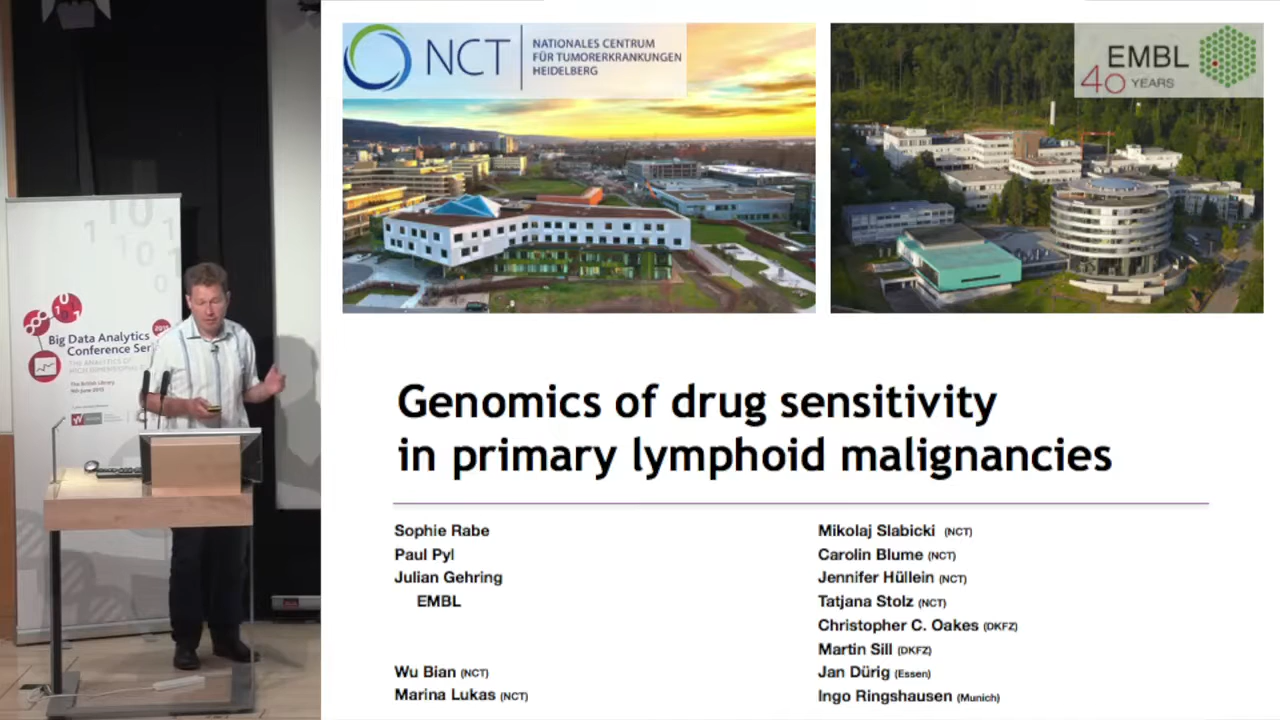 NCT
NATIONALES CENTRUM
FÜR TUMORERKRANKUNGEN
HEIDELBERG
EMBL
40 YEARS
Big Data Analytics
Conference Ser
THE ANALYTICS OF
The British Library
Genomics of drug sensitivity
in primary lymphoid malignancies
Sophie Rabe
Paul Pyl
Julian Gehring
EMBL
Wu Bian (NCT)
Marina Lukas (NCT)
Mikolaj Slabicki (NCT)
Carolin Blume (NCT)
Jennifer Hüllein (NCT)
Tatjana Stolz (NCT)
Christopher C. Oakes (DKFZ)
Martin Sill (DKFZ)
Jan Dürig (Essen)
Ingo Ringshausen (Munich)